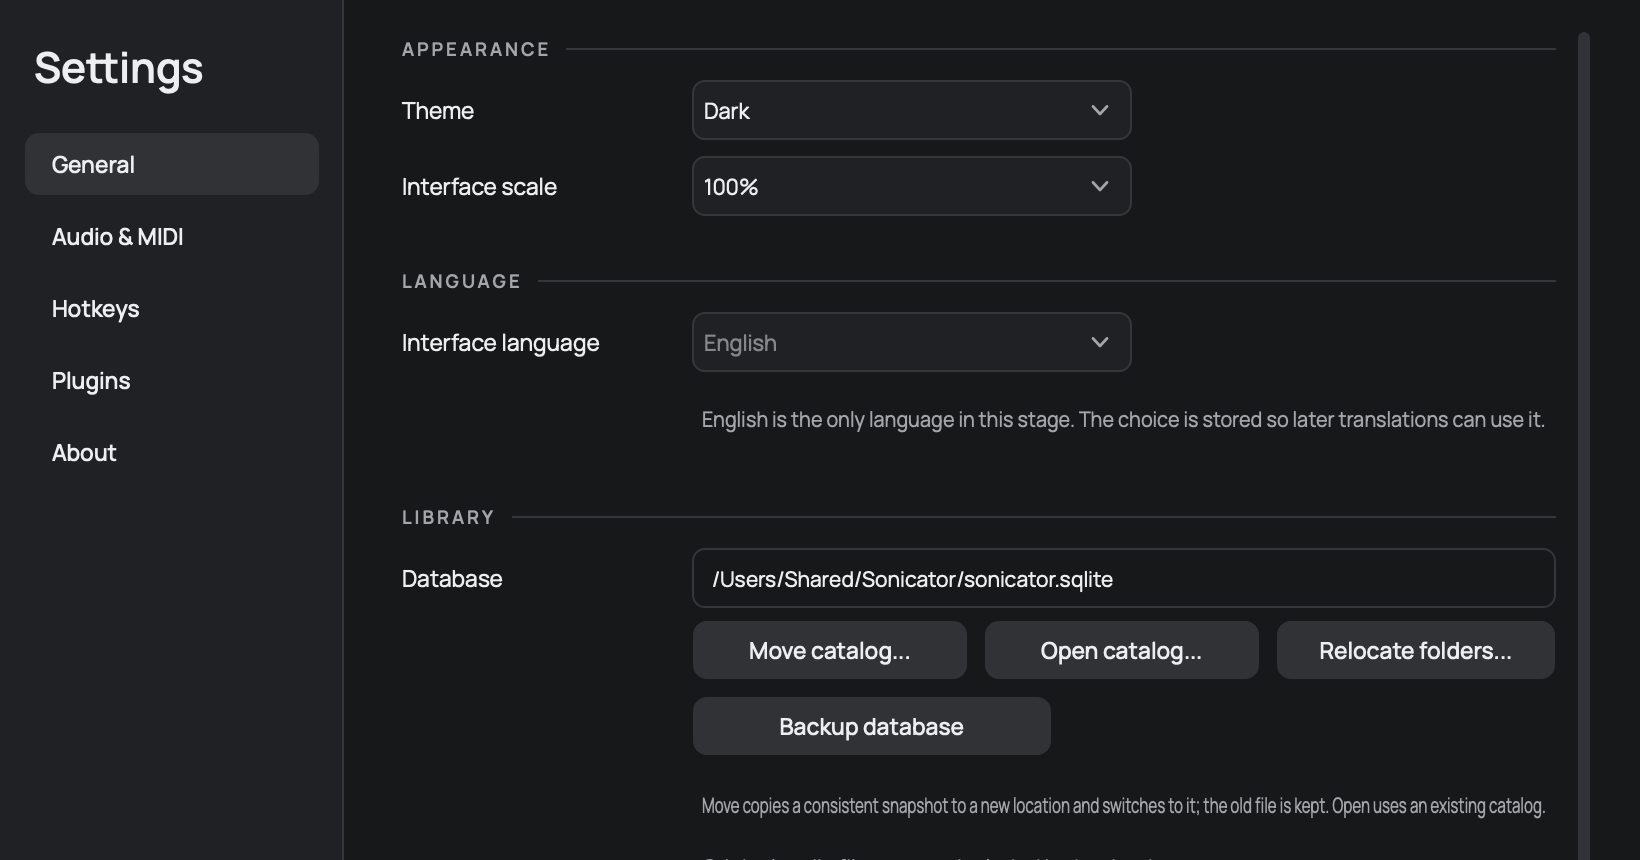 Settings
General
Audio & MIDI
Hotkeys
Plugins
About
APPEARANCE
Theme
Dark
Interface scale
100%
LANGUAGE
Interface language
English
English is the only language in this stage. The choice is stored so later translations can use it.
LIBRARY
Database
/Users/Shared/Sonicator/sonicator.sqlite
Move catalog...
Open catalog...
Relocate folders...
Backup database
Move copies a consistent snapshot to a new location and switches to it; the old file is kept. Open uses an existing catalog.